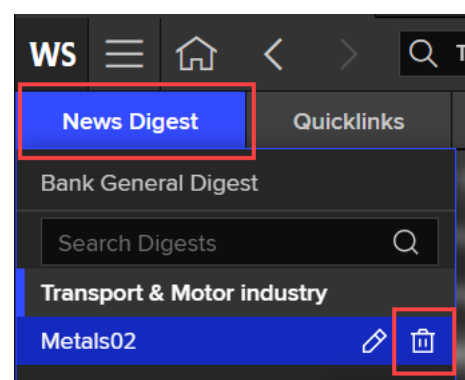 WS
T
News Digest
Quicklinks
Bank General Digest
Search Digests
Transport & Motor industry
Metals02